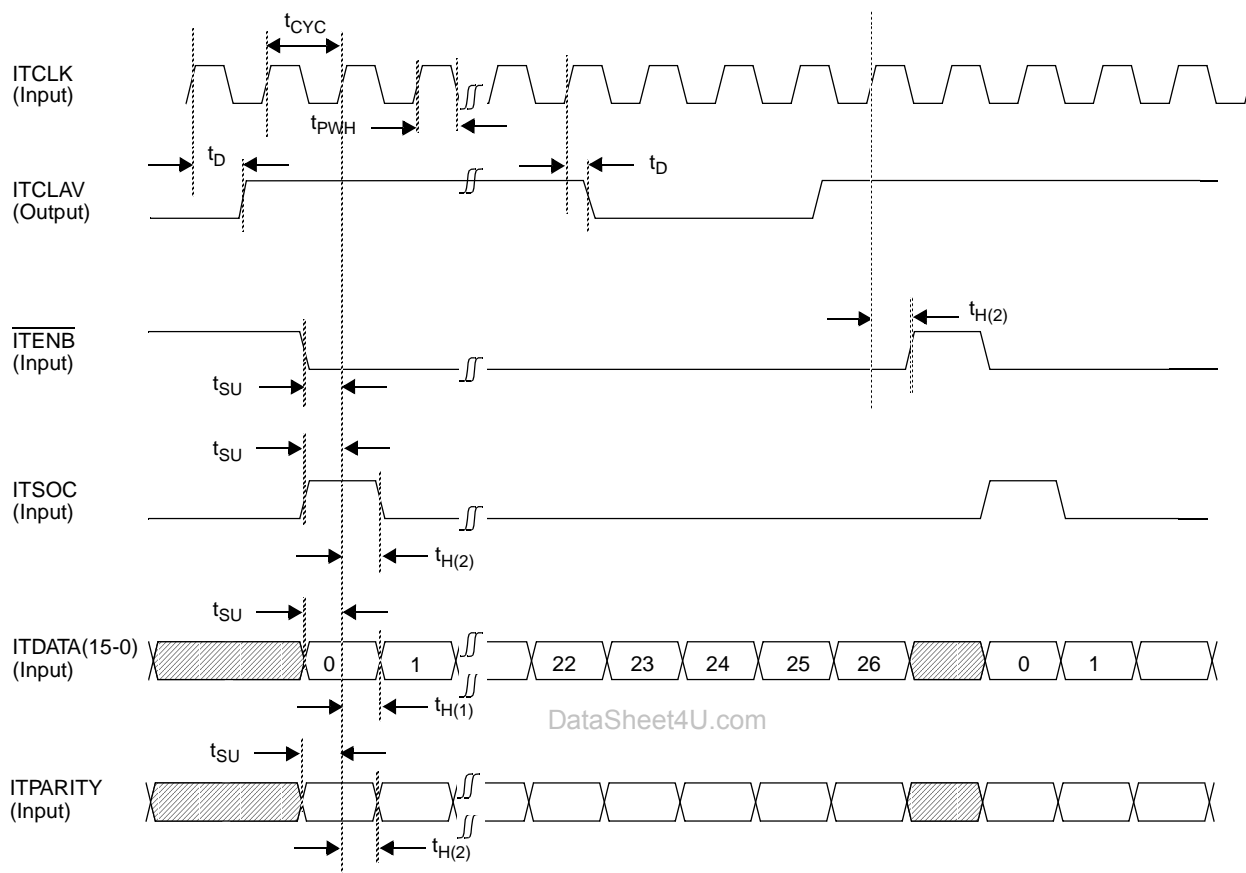 tCYC
ITCLK
(Input)
tPWH
tD
tD
ITCLAV
(Output)
tH(2)
ITENB
(Input)
tSU
tSU
ITSOC
(Input)
tH(2)
tSU
ITDATA(15-0)
(Input)
0 1 22 23 24 25 26 0 1
tH(1)
DataSheet4U.com
tSU
ITPARITY
(Input)
tH(2)